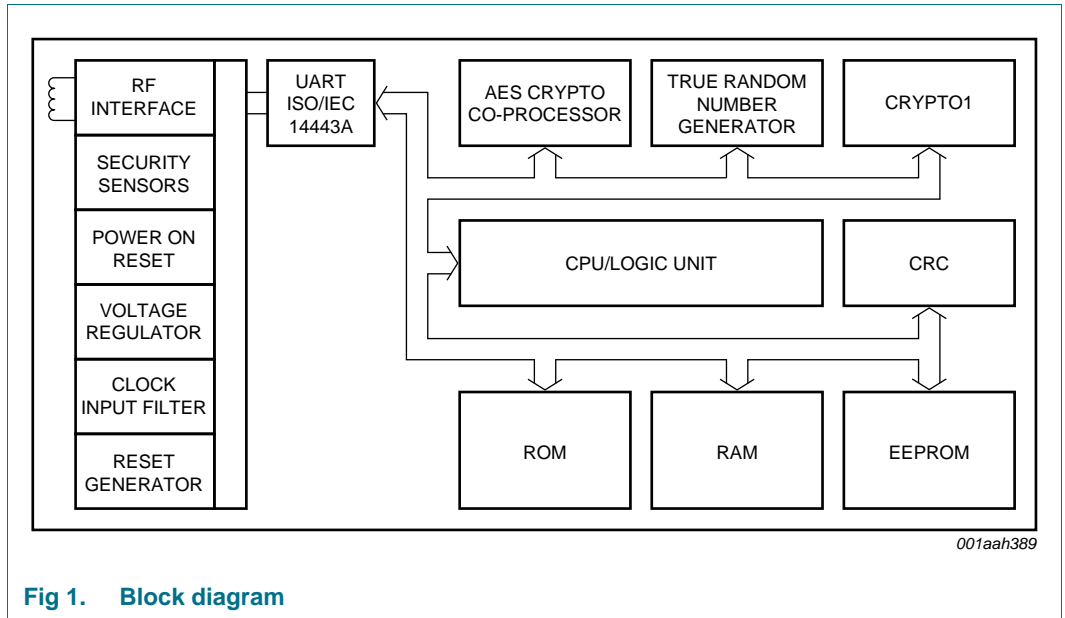 RF
INTERFACE
SECURITY
SENSORS
POWER ON
RESET
VOLTAGE
REGULATOR
CLOCK
INPUT FILTER
RESET
GENERATOR
UART
ISO/IEC
14443A
AES CRYPTO
CO-PROCESSOR
TRUE RANDOM
NUMBER
GENERATOR
CRYPTO1
CPU/LOGIC UNIT
CRC
ROM
RAM
EEPROM
001aah389
Fig 1. Block diagram